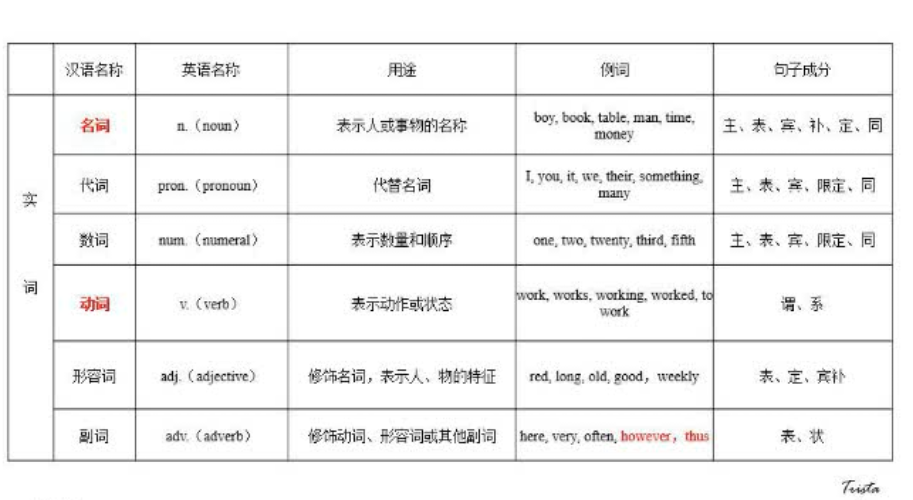 汉语名称 英语名称 用途 例词 句子成分
实词
名词 n.（noun） 表示人或事物的名称 boy, book, table, man, time, money 主、表、宾、补、定、同
代词 pron.（pronoun） 代替名词 I, you, it, we, their, something, many 主、表、宾、限定、同
数词 num.（numeral） 表示数量和顺序 one, two, twenty, third, fifth 主、表、宾、限定、同
动词 v.（verb） 表示动作或状态 work, works, working, worked, to work 谓、系
形容词 adj.（adjective） 修饰名词，表示人、物的特征 red, long, old, good，weekly 表、定、宾补
副词 adv.（adverb） 修饰动词、形容词或其他副词 here, very, often, however，thus 表、状
Trista